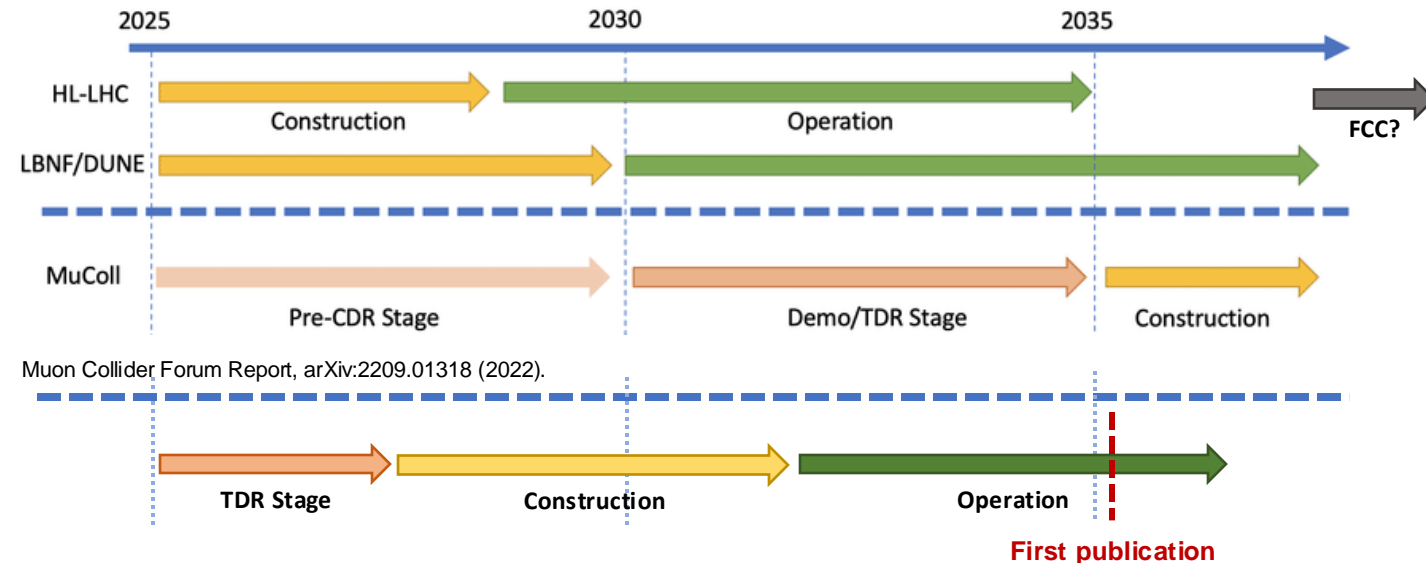 2025 2030 2035
HL-LHC
Construction Operation
FCC?
LBNF/DUNE
MuColl
Pre-CDR Stage Demo/TDR Stage Construction
Muon Collider Forum Report, arXiv:2209.01318 (2022).
TDR Stage Construction Operation
First publication